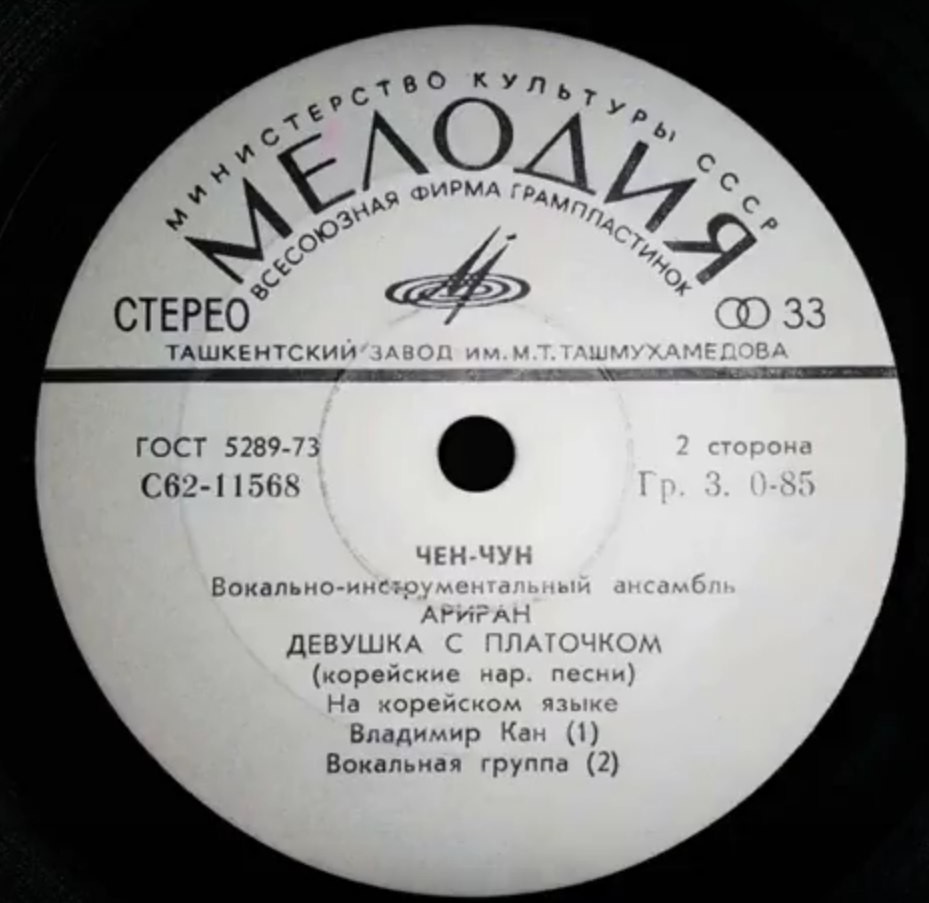 МИНИСТЕРСТВО КУЛЬТУРЫ СССР
МЕЛОДИЯ
ВСЕСОЮЗНАЯ ФИРМА ГРАМПЛАСТИНОК
СТЕРЕО
33
ТАШКЕНТСКИЙ ЗАВОД ИМ. М.Т. ТАШМУХАМЕДОВА
ГОСТ 5289-73
2 сторона
С62-11568
Гр. 3. 0-85
ЧЕН-ЧУН
Вокально-инструментальный ансамбль
АРИРАН
ДЕВУШКА С ПЛАТОЧКОМ
(корейские нар. песни)
На корейском языке
Владимир Кан (1)
Вокальная группа (2)